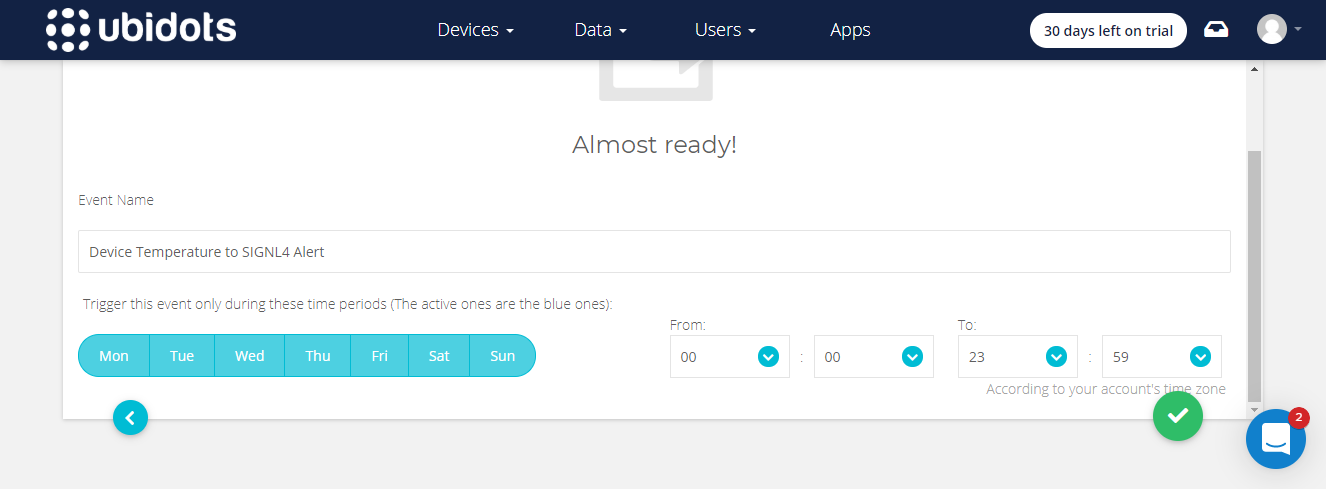 ubidots
Devices
Data
Users
Apps
30 days left on trial
Almost ready!
Event Name
Device Temperature to SIGNL4 Alert
Trigger this event only during these time periods (The active ones are the blue ones):
From:
To:
Mon Tue Wed Thu Fri Sat Sun
00 : 00
23 : 59
According to your account's time zone
2